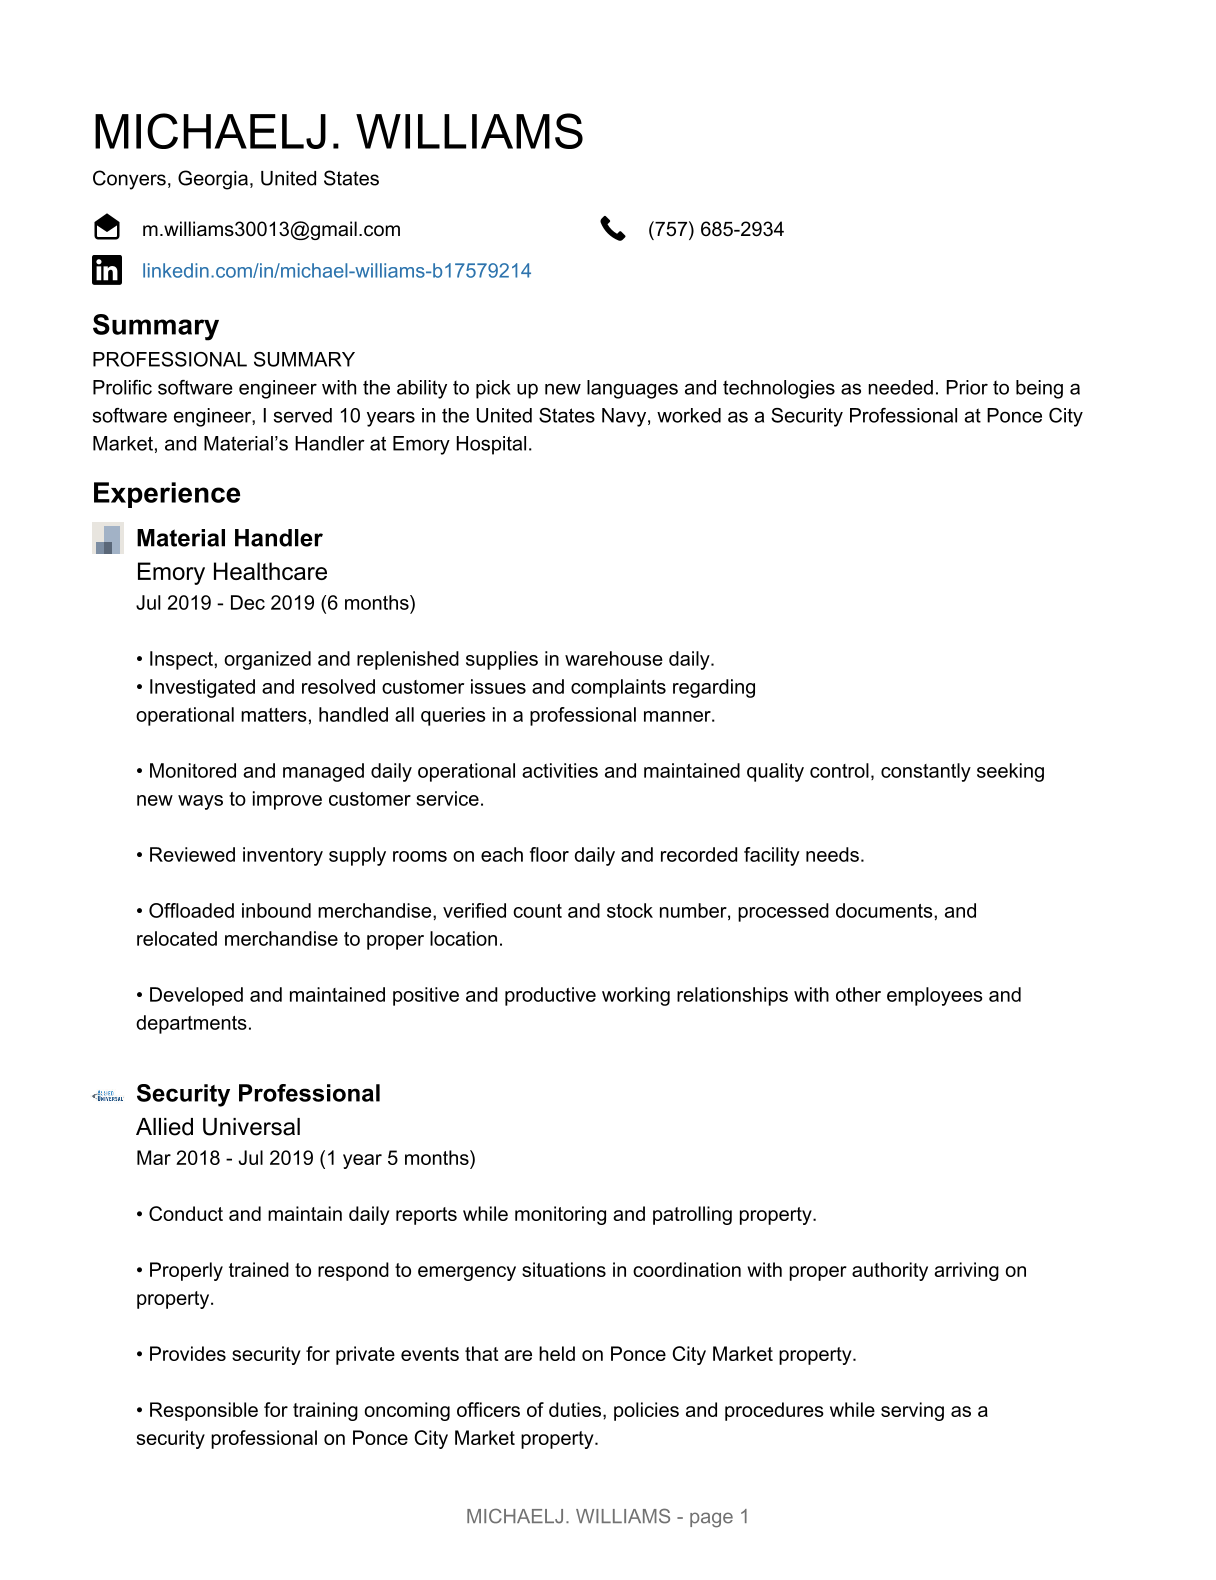 MICHAELJ. WILLIAMS
Conyers, Georgia, United States
m.williams30013@gmail.com (757) 685-2934
linkedin.com/in/michael-williams-b17579214
Summary
PROFESSIONAL SUMMARY
Prolific software engineer with the ability to pick up new languages and technologies as needed. Prior to being a
software engineer, I served 10 years in the United States Navy, worked as a Security Professional at Ponce City
Market, and Material’s Handler at Emory Hospital.
Experience
Material Handler
Emory Healthcare
Jul 2019 - Dec 2019 (6 months)
• Inspect, organized and replenished supplies in warehouse daily.
• Investigated and resolved customer issues and complaints regarding
operational matters, handled all queries in a professional manner.
• Monitored and managed daily operational activities and maintained quality control, constantly seeking
new ways to improve customer service.
• Reviewed inventory supply rooms on each floor daily and recorded facility needs.
• Offloaded inbound merchandise, verified count and stock number, processed documents, and
relocated merchandise to proper location.
• Developed and maintained positive and productive working relationships with other employees and
departments.
ALLIED
UNIVERSAL
Security Professional
Allied Universal
Mar 2018 - Jul 2019 (1 year 5 months)
• Conduct and maintain daily reports while monitoring and patrolling property.
• Properly trained to respond to emergency situations in coordination with proper authority arriving on
property.
• Provides security for private events that are held on Ponce City Market property.
• Responsible for training oncoming officers of duties, policies and procedures while serving as a
security professional on Ponce City Market property.
MICHAELJ. WILLIAMS - page 1